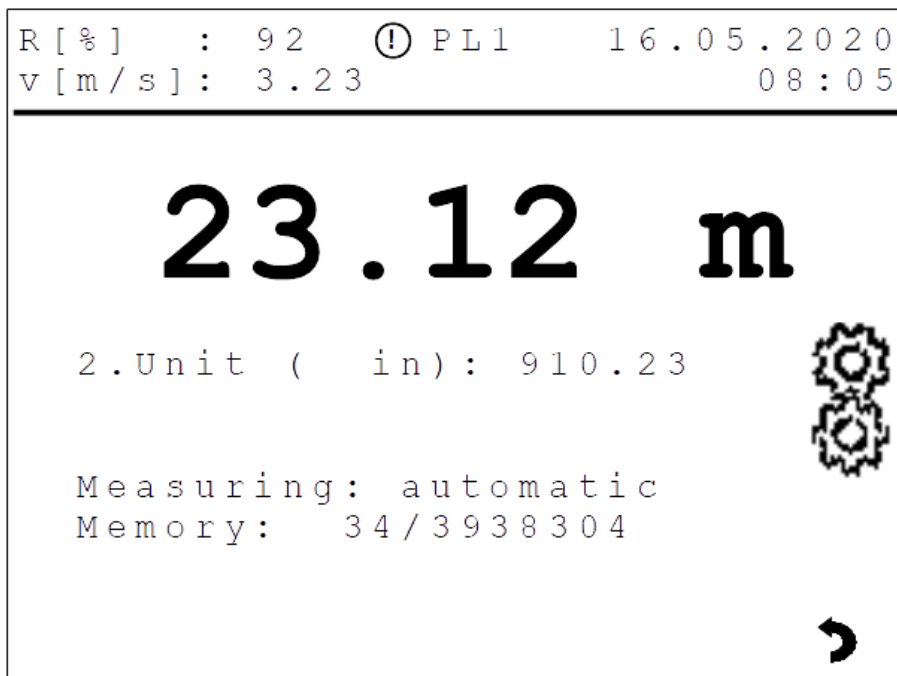 R[%] : 92 ! PL1 16.05.2020
v[m/s]: 3.23 08:05
23.12 m
2.Unit ( in): 910.23
Measuring: automatic
Memory: 34/3938304